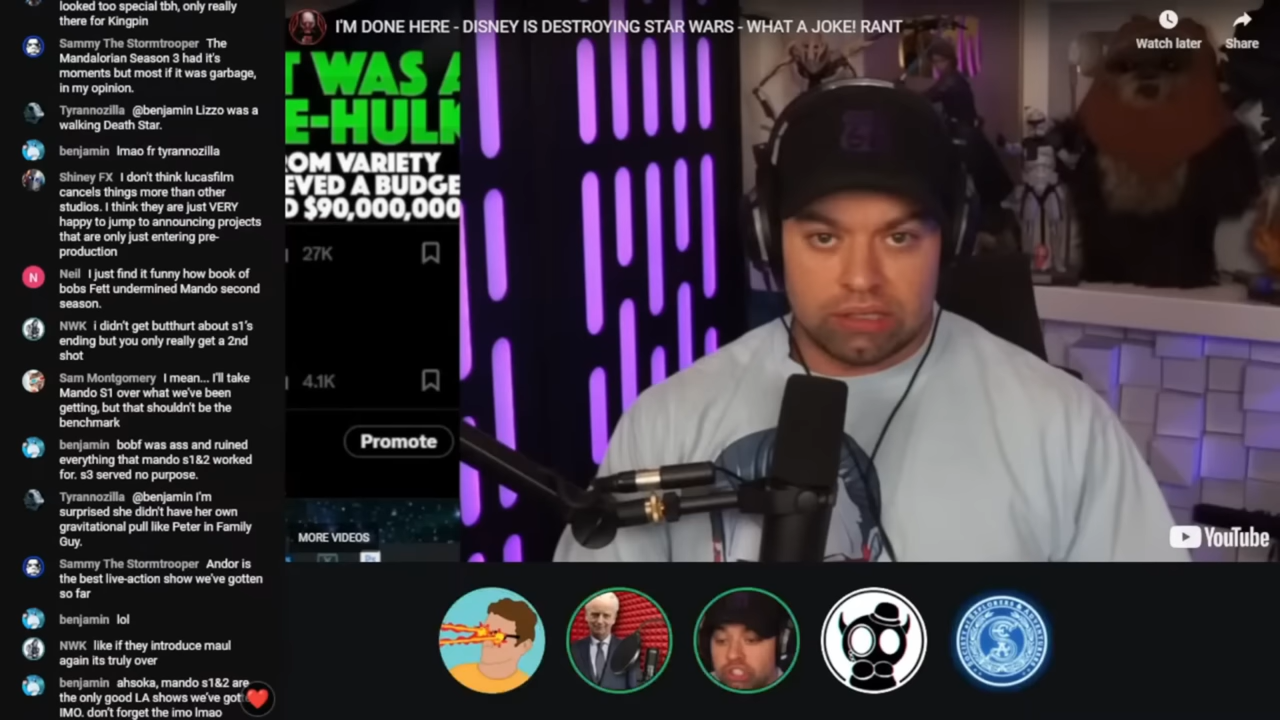 looked too special tbh, only really
there for Kingpin
Sammy The Stormtrooper The
Mandalorian Season 3 had it's
moments but most if it was garbage,
in my opinion.
Tyrannozilla @benjamin Lizzo was a
walking Death Star.
benjamin lmao fr tyrannozilla
Shiney FX I don't think lucasfilm
cancels things more than other
studios. I think they are just VERY
happy to jump to announcing projects
that are only just entering pre-
production
N
Neil I just find it funny how book of
bobs Fett undermined Mando second
season.
NWK i didn't get butthurt about s1's
ending but you only really get a 2nd
shot
Sam Montgomery I mean... I'll take
Mando S1 over what we've been
getting, but that shouldn't be the
benchmark
benjamin bobf was ass and ruined
everything that mando s1&2 worked
for. s3 served no purpose.
Tyrannozilla @benjamin I'm
surprised she didn't have her own
gravitational pull like Peter in Family
Guy.
Sammy The Stormtrooper Andor is
the best live-action show we've gotten
so far
benjamin lol
NWK like if they introduce maul
again its truly over
benjamin ahsoka, mando s1&2 are
the only good LA shows we've got
IMO. don't forget the imo lmao
I'M DONE HERE - DISNEY IS DESTROYING STAR WARS - WHAT A JOKE! RANT
Watch later
Share
T WAS A
E-HULK
ROM VARIETY
EVED A BUDGE
D $90,000,000
27K
4.1K
Promote
MORE VIDEOS
YouTube